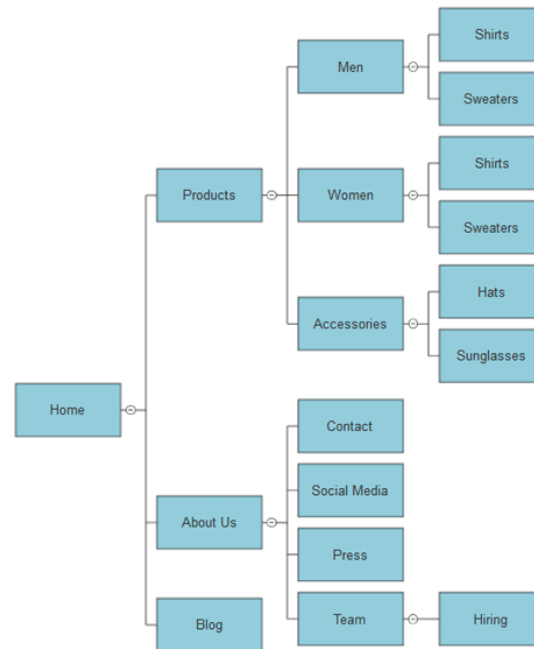 Home
Products
Men
Shirts
Sweaters
Women
Shirts
Sweaters
Accessories
Hats
Sunglasses
About Us
Contact
Social Media
Press
Team
Hiring
Blog